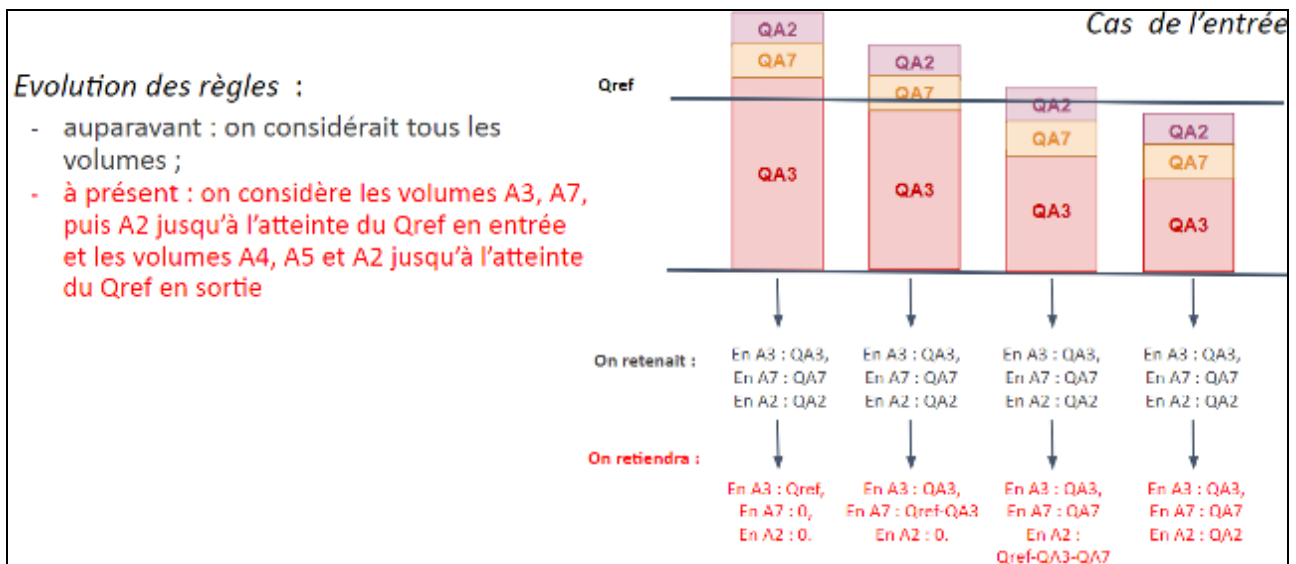 Cas de l'entrée
Evolution des règles :
- auparavant : on considérait tous les
volumes ;
- à présent : on considère les volumes A3, A7,
puis A2 jusqu'à l'atteinte du Qref en entrée
et les volumes A4, A5 et A2 jusqu'à l'atteinte
du Qref en sortie
Qref
QA2
QA7
QA3
QA2
QA7
QA3
QA2
QA7
QA3
QA2
QA7
QA3
On retenait :
En A3 : QA3,
En A7 : QA7
En A2 : QA2
En A3 : QA3,
En A7 : QA7
En A2 : QA2
En A3 : QA3,
En A7 : QA7
En A2 : QA2
En A3 : QA3,
En A7 : QA7
En A2 : QA2
On retiendra :
En A3 : Qref,
En A7 : 0,
En A2 : 0.
En A3 : QA3,
En A7 : Qref-QA3
En A2 : 0.
En A3 : QA3,
En A7 : QA7
En A2 :
Qref-QA3-QA7
En A3 : QA3,
En A7 : QA7
En A2 : QA2